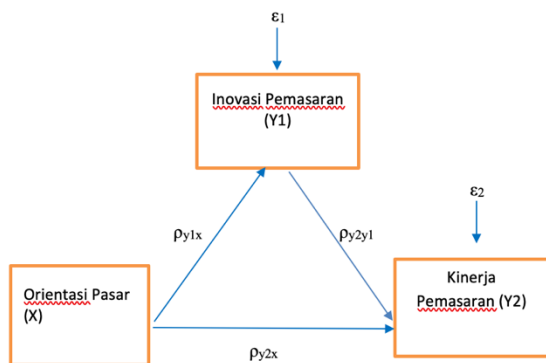 ε1
Inovasi Pemasaran
(Y1)
ε2
ρy1x
ρy2y1
Orientasi Pasar
(X)
Kinerja
Pemasaran (Y2)
ρy2x